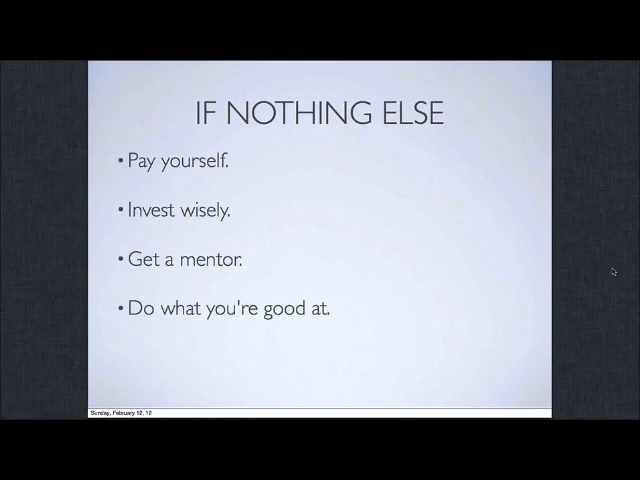 IF NOTHING ELSE
• Pay yourself.
• Invest wisely.
• Get a mentor.
• Do what you're good at.
Sunday, February 12, 12